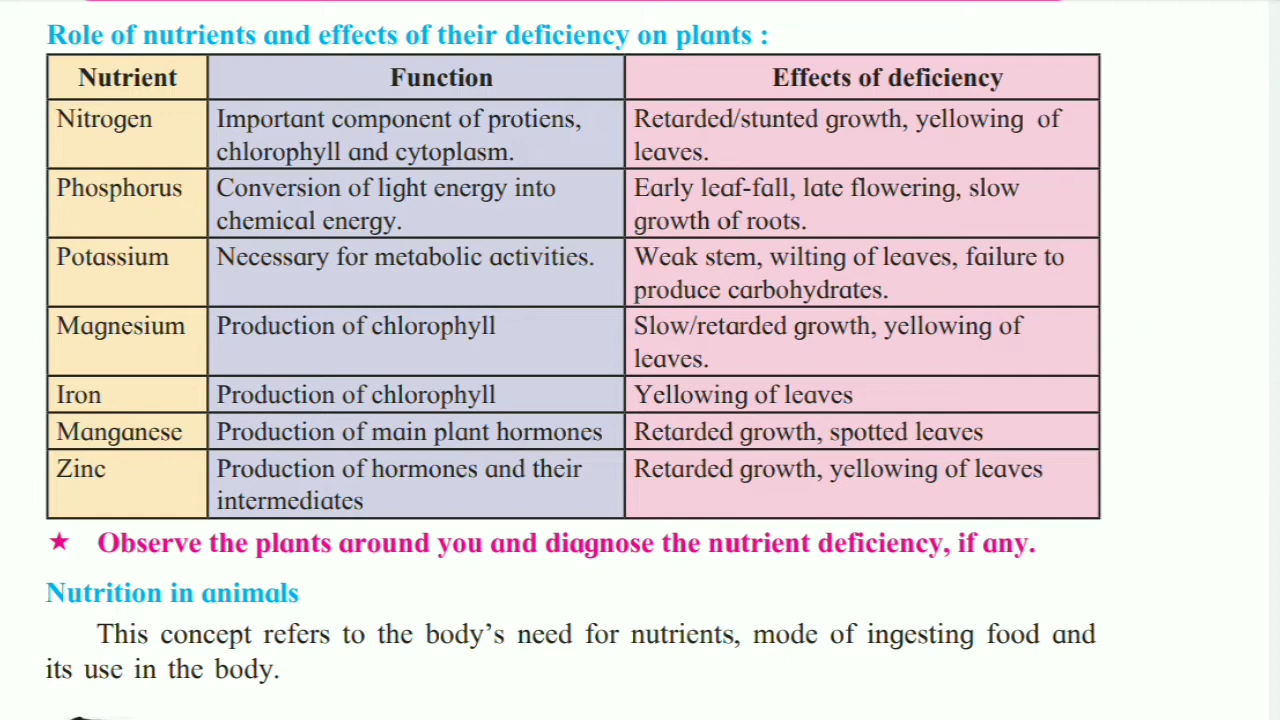 Role of nutrients and effects of their deficiency on plants :
Nutrient Function Effects of deficiency
Nitrogen Important component of protiens, Retarded/stunted growth, yellowing of
chlorophyll and cytoplasm. leaves.
Phosphorus Conversion of light energy into Early leaf-fall, late flowering, slow
chemical energy. growth of roots.
Potassium Necessary for metabolic activities. Weak stem, wilting of leaves, failure to
produce carbohydrates.
Magnesium Production of chlorophyll Slow/retarded growth, yellowing of
leaves.
Iron Production of chlorophyll Yellowing of leaves
Manganese Production of main plant hormones Retarded growth, spotted leaves
Zinc Production of hormones and their Retarded growth, yellowing of leaves
intermediates
★ Observe the plants around you and diagnose the nutrient deficiency, if any.
Nutrition in animals
This concept refers to the body’s need for nutrients, mode of ingesting food and
its use in the body.